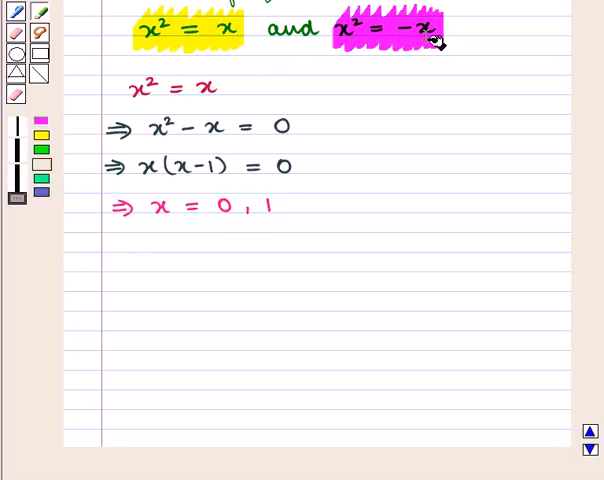 x² = x and x² = -x
x² = x
⇒ x² - x = 0
⇒ x(x-1) = 0
⇒ x = 0, 1